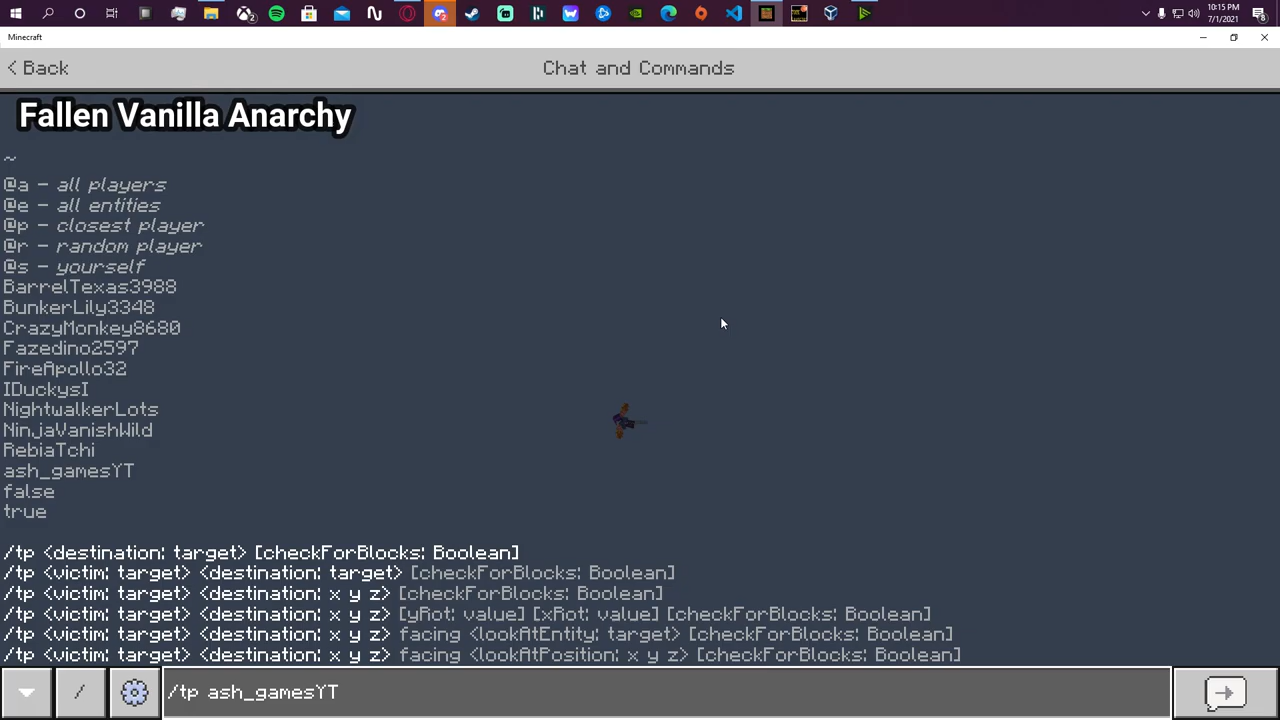 10:15 PM
7/1/2021
Minecraft
< Back
Chat and Commands
Fallen Vanilla Anarchy
~
@a - all players
@e - all entities
@p - closest player
@r - random player
@s - yourself
BarrelTexas3988
BunkerLily3348
CrazyMonkey8680
Fazedino2597
FireApollo32
IDuckysI
NightwalkerLots
NinjaVanishWild
RebiaTchi
ash_gamesYT
false
true
/tp <destination: target> [checkForBlocks: Boolean]
/tp <victim: target> <destination: target> [checkForBlocks: Boolean]
/tp <victim: target> <destination: x y z> [checkForBlocks: Boolean]
/tp <victim: target> <destination: x y z> [yRot: value] [xRot: value] [checkForBlocks: Boolean]
/tp <victim: target> <destination: x y z> facing <lookAtEntity: target> [checkForBlocks: Boolean]
/tp <victim: target> <destination: x y z> facing <lookAtPosition: x y z> [checkForBlocks: Boolean]
/
/tp ash_gamesYT